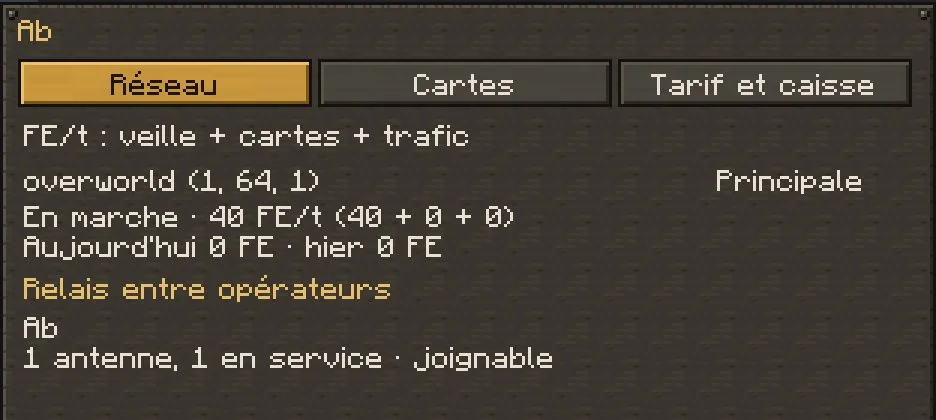 Ab
Réseau
Cartes
Tarif et caisse
FE/t : veille + cartes + trafic
overworld (1, 64, 1)
Principale
En marche · 40 FE/t (40 + 0 + 0)
Aujourd'hui 0 FE · hier 0 FE
Relais entre opérateurs
Ab
1 antenne, 1 en service · joignable